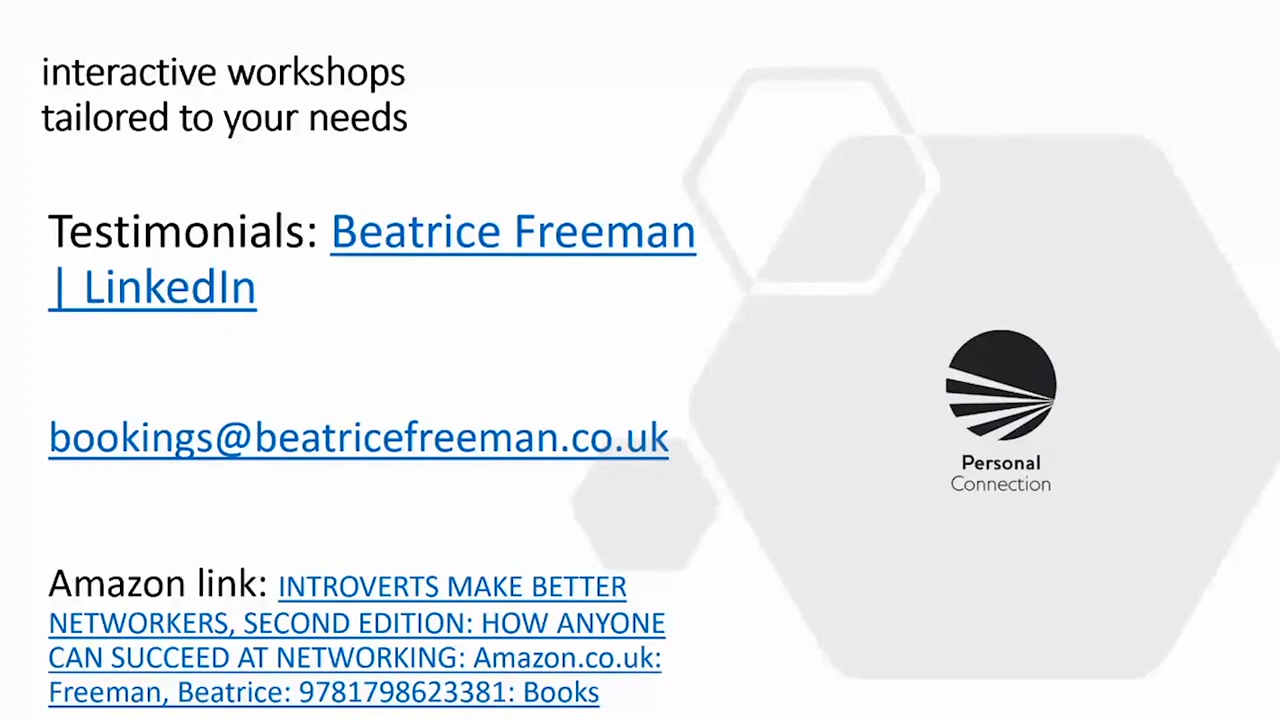 interactive workshops
tailored to your needs
Testimonials: Beatrice Freeman
| LinkedIn
bookings@beatricefreeman.co.uk
Amazon link: INTROVERTS MAKE BETTER
NETWORKERS, SECOND EDITION: HOW ANYONE
CAN SUCCEED AT NETWORKING: Amazon.co.uk:
Freeman, Beatrice: 9781798623381: Books
Personal
Connection